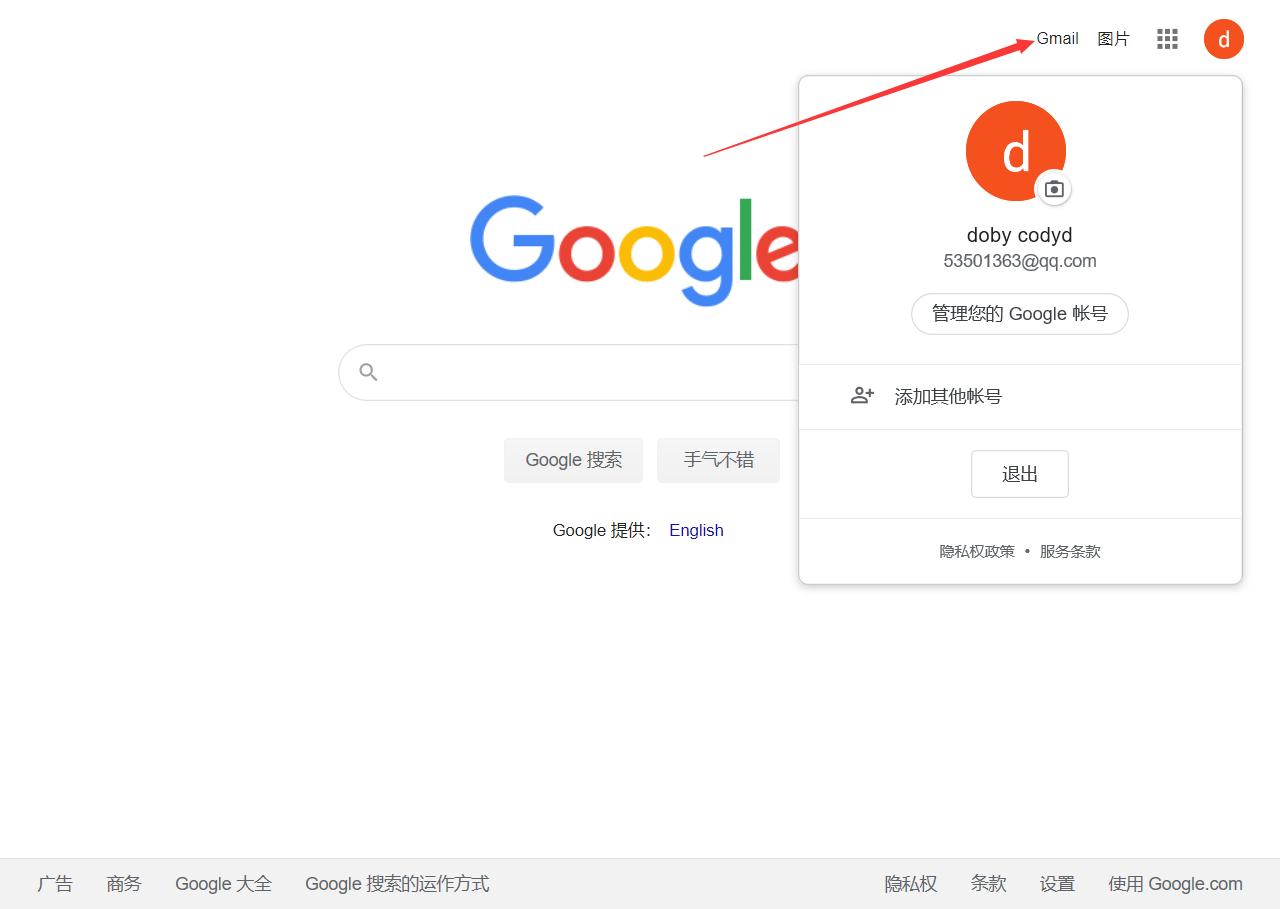 Gmail 图片
d
d
Google
doby codyd
53501363@qq.com
管理您的 Google 帐号
添加其他帐号
Google 搜索 手气不错
退出
Google 提供： English
隐私权政策 • 服务条款
广告 商务 Google 大全 Google 搜索的运作方式 隐私权 条款 设置 使用 Google.com